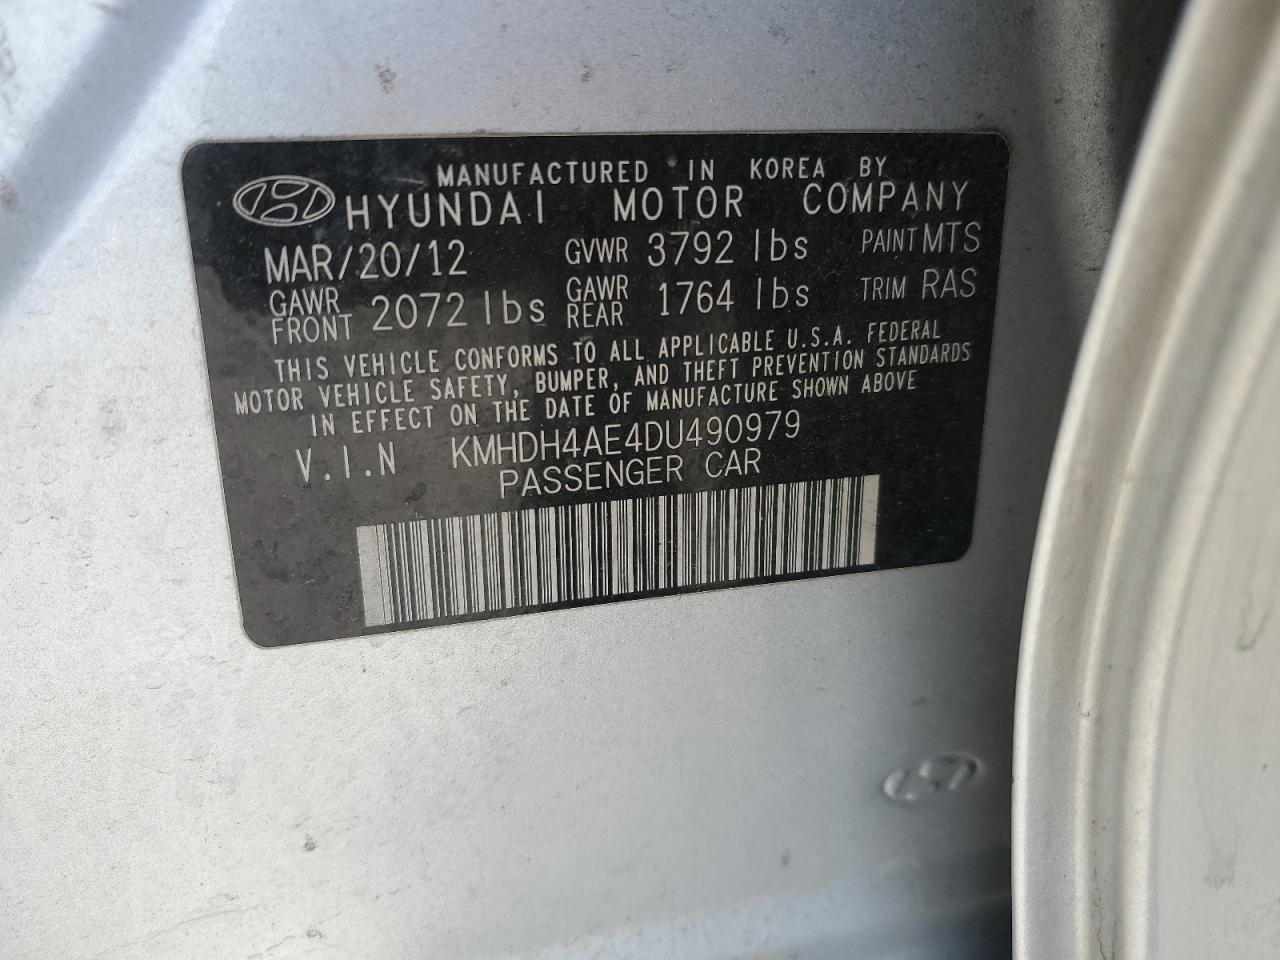 MANUFACTURED IN KOREA BY
HYUNDAI MOTOR COMPANY
MAR/20/12 GVWR 3792 lbs PAINT MTS
GAWR FRONT 2072 lbs GAWR REAR 1764 lbs TRIM RAS
THIS VEHICLE CONFORMS TO ALL APPLICABLE U.S.A. FEDERAL
MOTOR VEHICLE SAFETY, BUMPER, AND THEFT PREVENTION STANDARDS
IN EFFECT ON THE DATE OF MANUFACTURE SHOWN ABOVE
V.I.N KMHDH4AE4DU490979
PASSENGER CAR